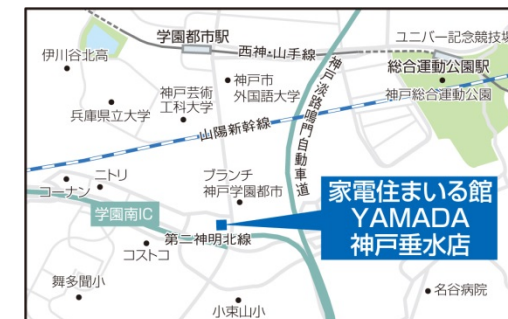 ユニバー記念競技場
学園都市駅
西神・山手線
伊川谷北高
総合運動公園駅
神戸市
外国語大学
神戸総合運動公園
神戸芸術
工科大学
兵庫県立大学
神戸淡路鳴門自動車道
山陽新幹線
ニトリ
コーナン
ブランチ
神戸学園都市
家電住まいる館
YAMADA
神戸垂水店
学園南IC
第二神明北線
コストコ
舞多聞小
名谷病院
小束山小